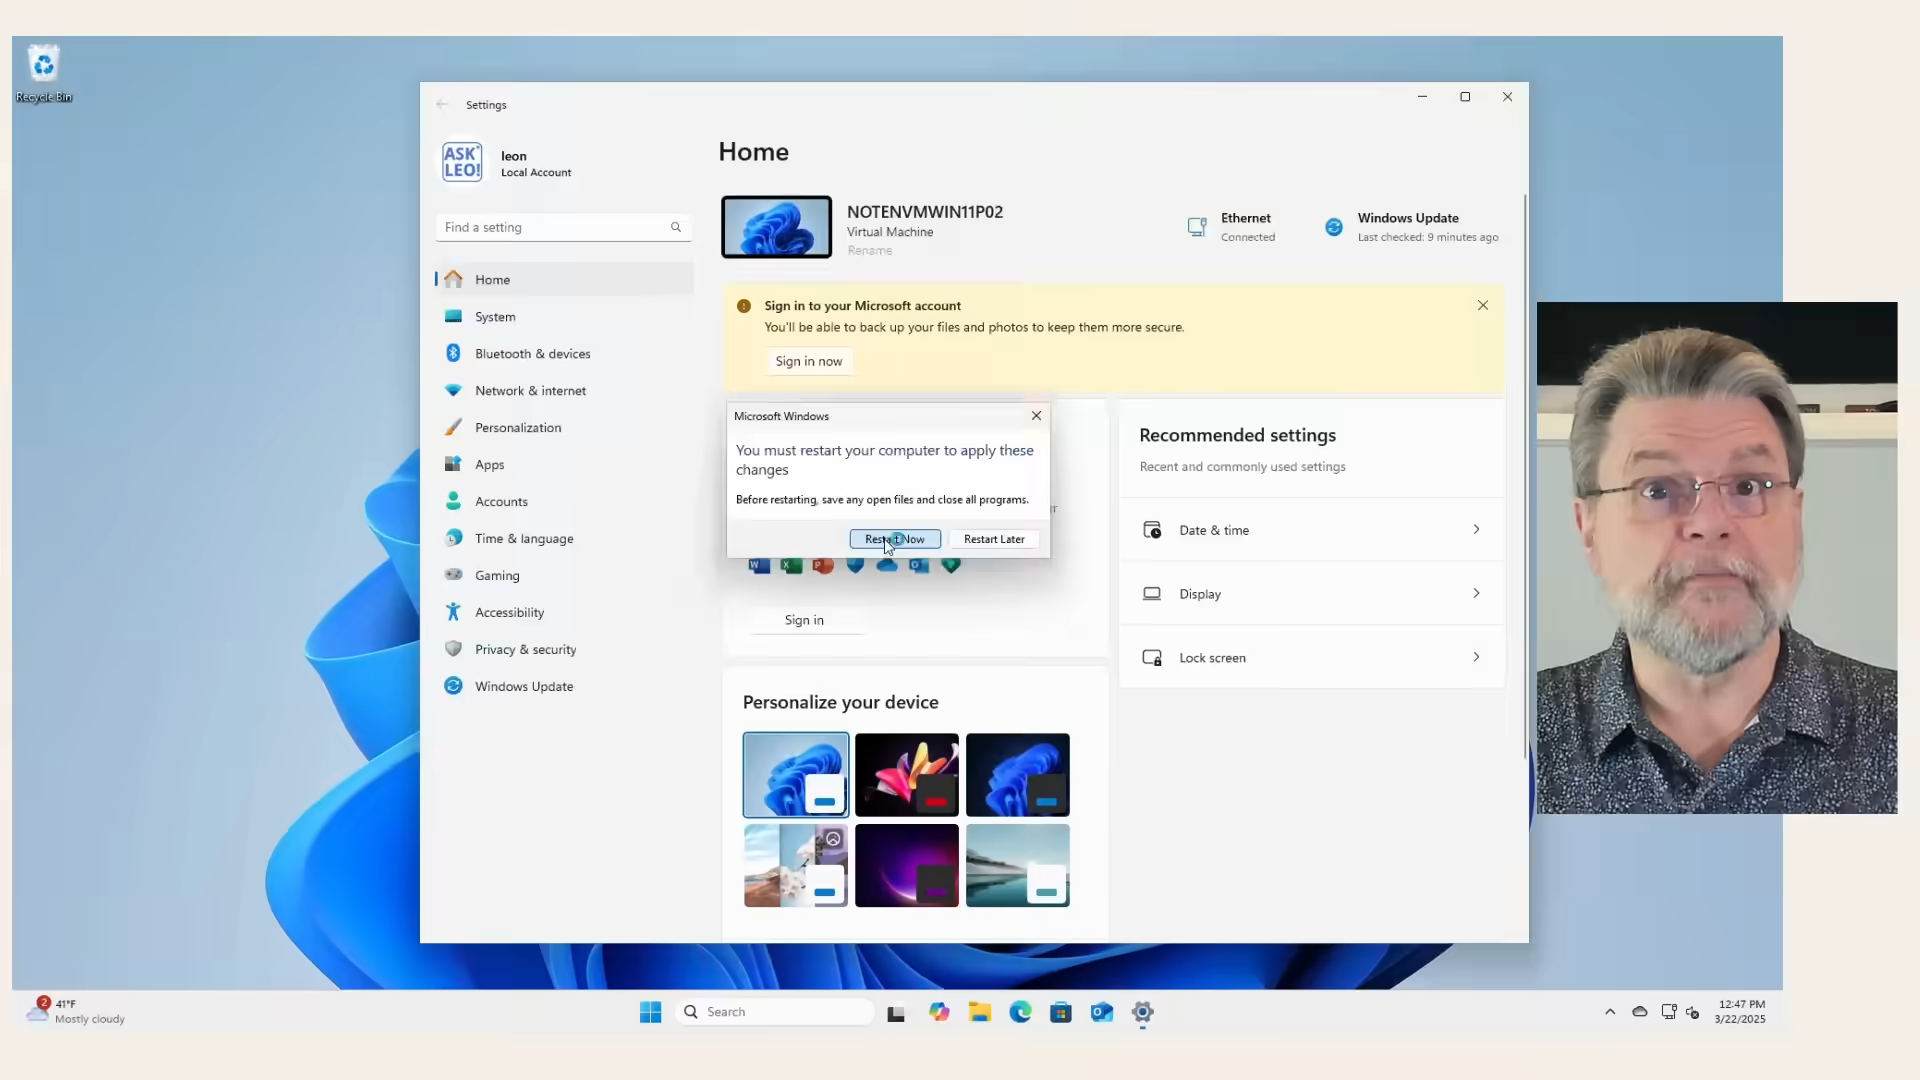 Recycle Bin
Settings
ASK
LEO!
leon
Local Account
Find a setting
Home
System
Bluetooth & devices
Network & internet
Personalization
Apps
Accounts
Time & language
Gaming
Accessibility
Privacy & security
Windows Update
Home
NOTENVMWIN11P02
Virtual Machine
Rename
Ethernet
Connected
Windows Update
Last checked: 9 minutes ago
Sign in to your Microsoft account
You'll be able to back up your files and photos to keep them more secure.
Sign in now
Microsoft Windows
You must restart your computer to apply these
changes
Before restarting, save any open files and close all programs.
Restart Now
Restart Later
Sign in
Recommended settings
Recent and commonly used settings
Date & time
Display
Lock screen
Personalize your device
2
41°F
Mostly cloudy
Search
12:47 PM
3/22/2025